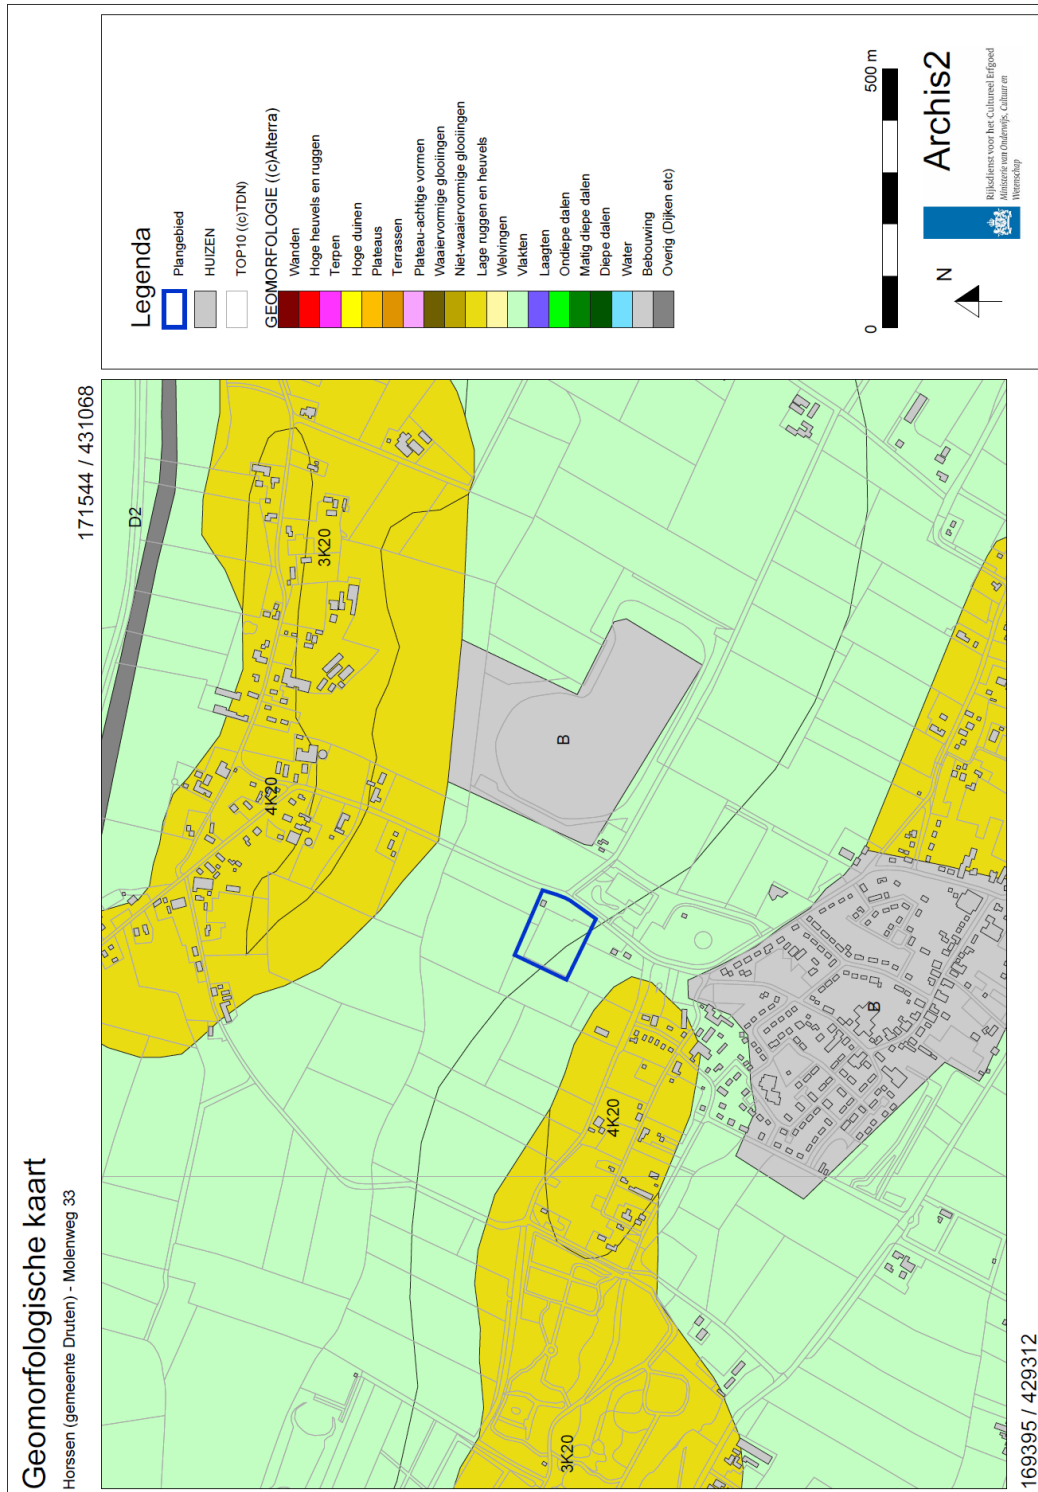 Geomorfologische kaart
Horssen (gemeente Druten) - Molenweg 33
171544 / 431068
D2
3K20
4K20
B
4K20
3K20
B
169395 / 429312
Legenda
Plangebied
HUIZEN
TOP10 ((c)TDN)
GEOMORFOLOGIE ((c)Alterra)
Wanden
Hoge heuvels en ruggen
Terpen
Hoge duinen
Plateaus
Terrassen
Plateau-achtige vormen
Waaiervormige glooiingen
Niet-waaiervormige glooiingen
Lage ruggen en heuvels
Welvingen
Vlakten
Laagten
Ondiepe dalen
Matig diepe dalen
Diepe dalen
Water
Bebouwing
Overig (Dijken etc)
0 500 m
N
Archis2
Rijksdienst voor het Cultureel Erfgoed
Ministerie van Onderwijs, Cultuur en
Wetenschap